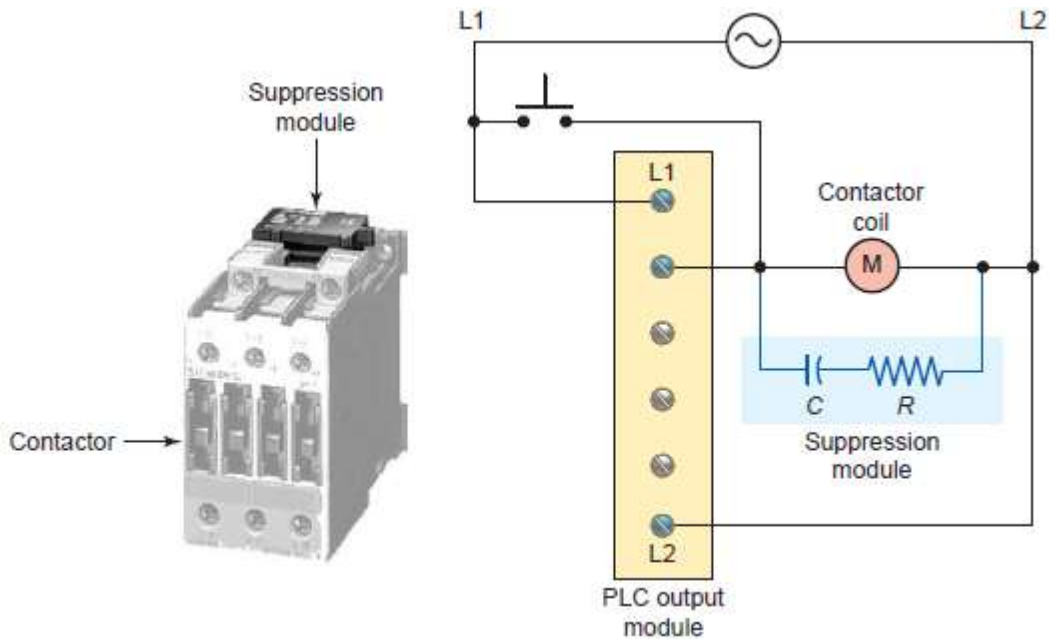 L1
L2
Suppression
module
L1
Contactor
coil
M
Contactor
C
R
Suppression
module
L2
PLC output
module